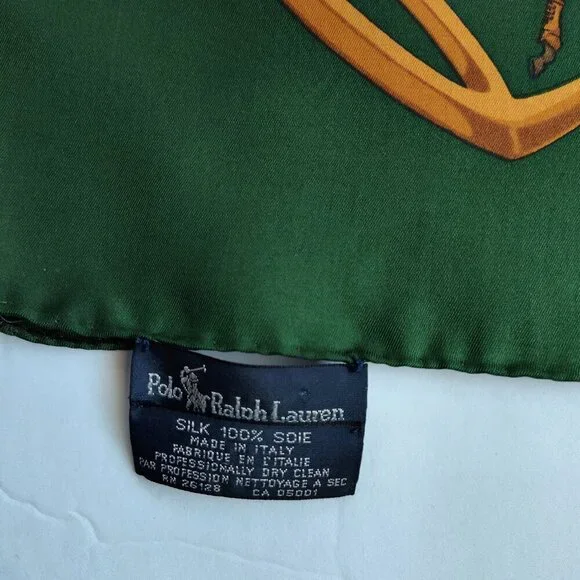 Polo Ralph Lauren
SILK 100% SOIE
MADE IN ITALY
FABRIQUE EN L'ITALIE
PROFESSIONALLY DRY CLEAN
PAR PROFESSION NETTOYAGE A SEC
RN 26128 CA 05001